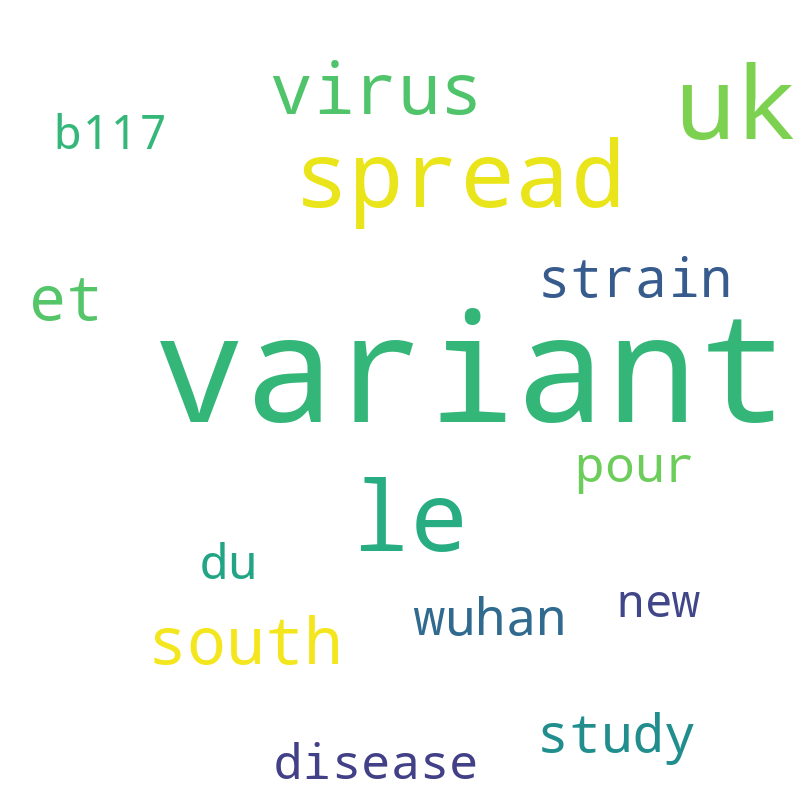 virus
uk
b117
spread
strain
et
variant
pour
le
du
new
wuhan
south
study
disease